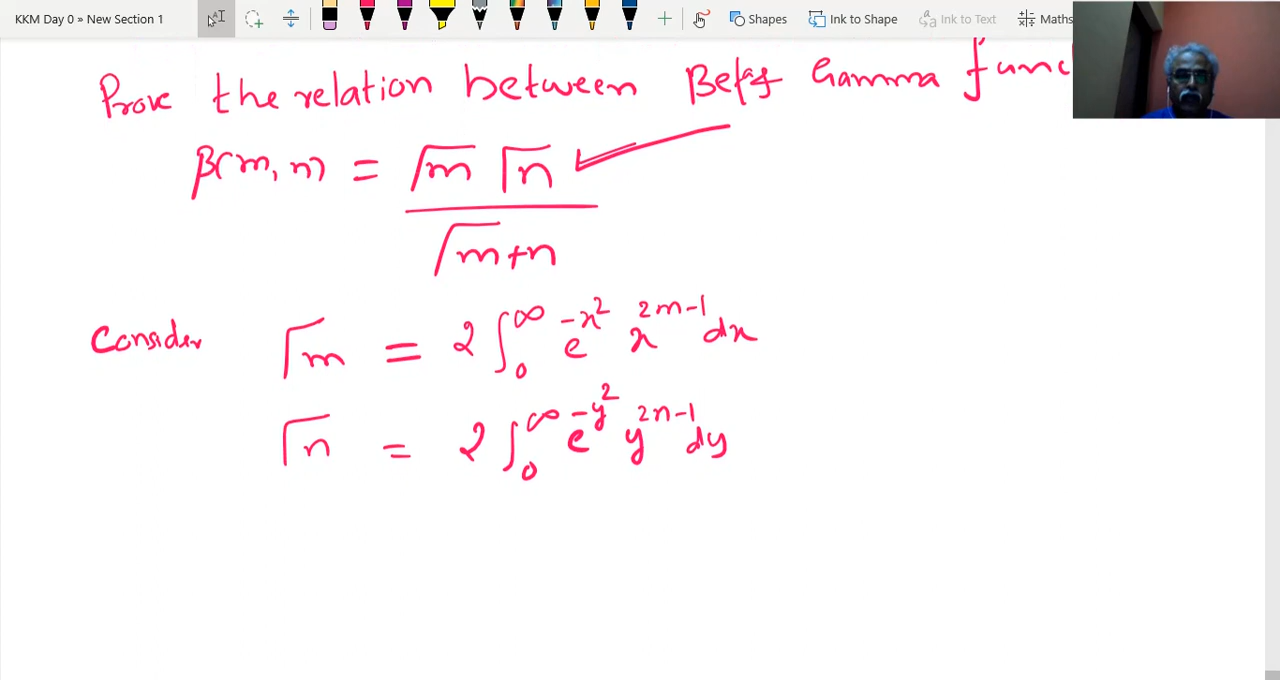 KKM Day 0 » New Section 1
Shapes Ink to Shape Ink to Text Maths
Prove the relation between Beta & Gamma func
β(m, n) = Γm Γn / Γm+n
Consider Γm = 2 ∫₀^∞ e^{-x²} x^{2m-1} dx
Γn = 2 ∫₀^∞ e^{-y²} y^{2n-1} dy